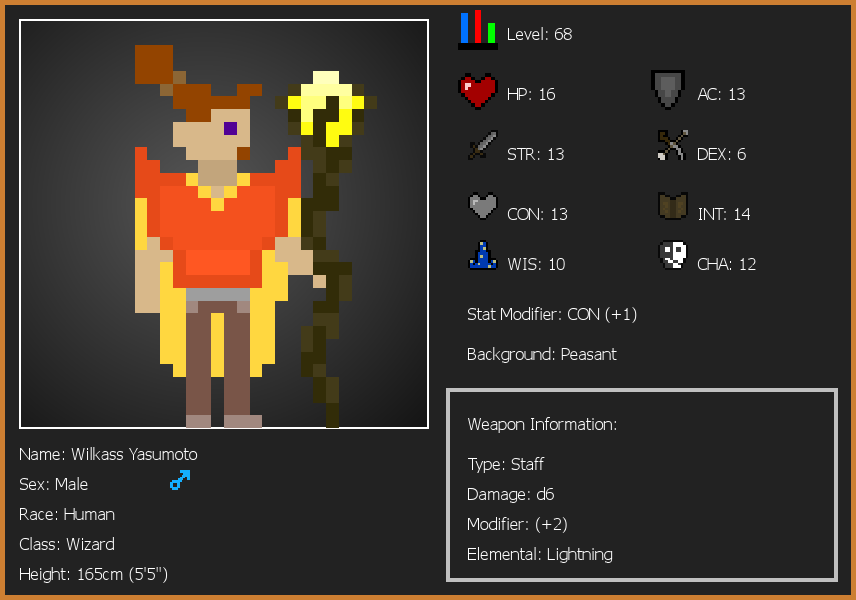 Level: 68
HP: 16
AC: 13
STR: 13
DEX: 6
CON: 13
INT: 14
WIS: 10
CHA: 12
Stat Modifier: CON (+1)
Background: Peasant
Weapon Information:
Type: Staff
Damage: d6
Modifier: (+2)
Elemental: Lightning
Name: Wilkass Yasumoto
Sex: Male
Race: Human
Class: Wizard
Height: 165cm (5'5")